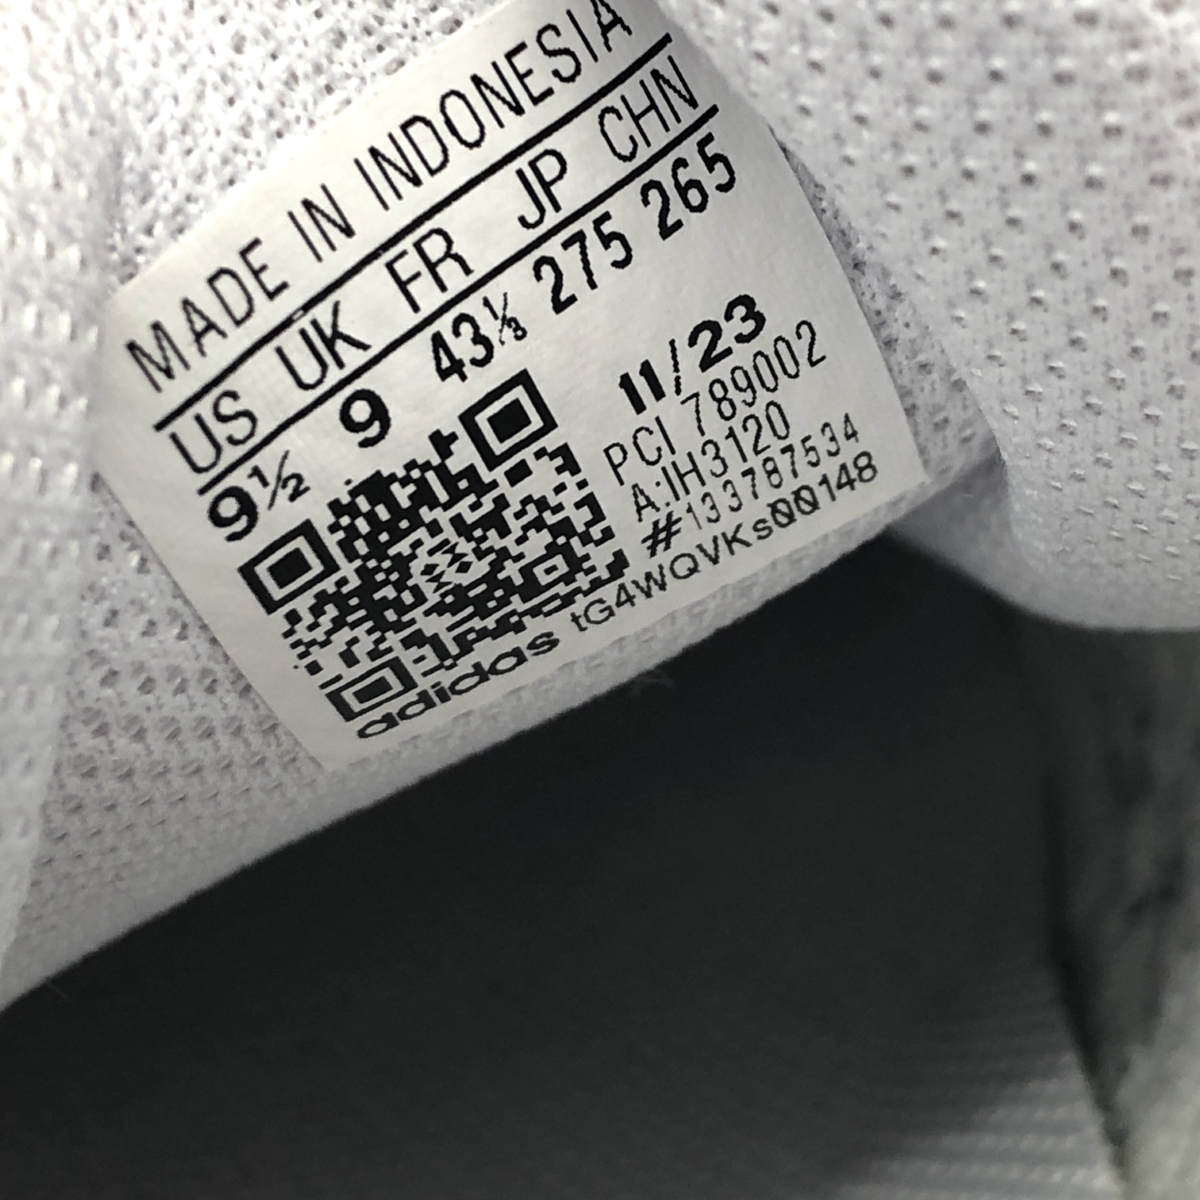 MADE IN INDONESIA
US UK FR JP CHN
9½ 9 43⅓ 275 265
11/23
PCI 789002
A:IH3120
#133787534
adidas tG4WQVKsQQ148